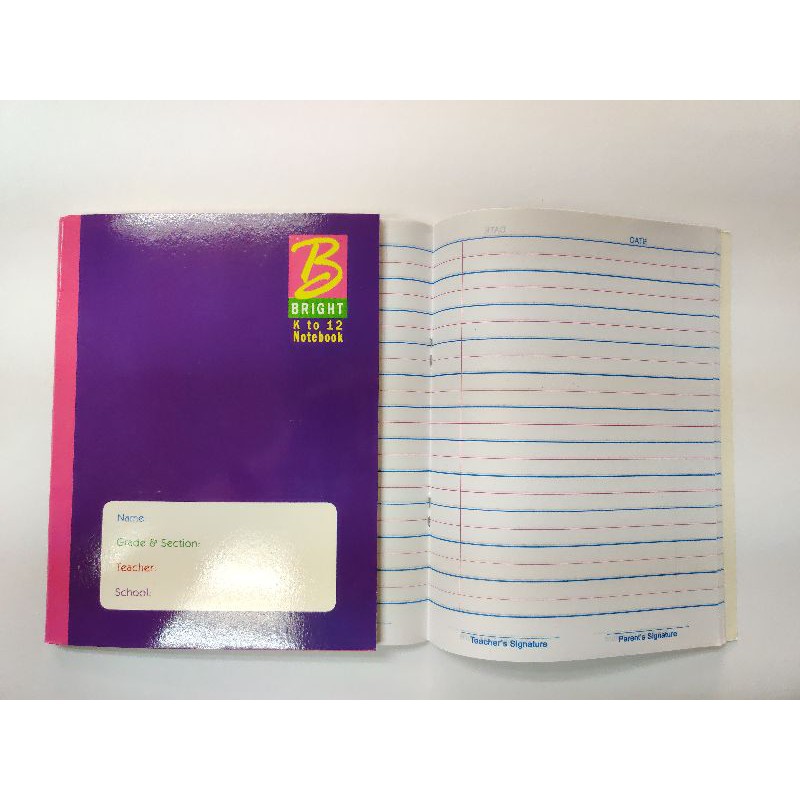 B
BRIGHT
K to 12
Notebook
Name:
Grade & Section:
Teacher:
School:
DATE
Teacher's Signature
Parent's Signature